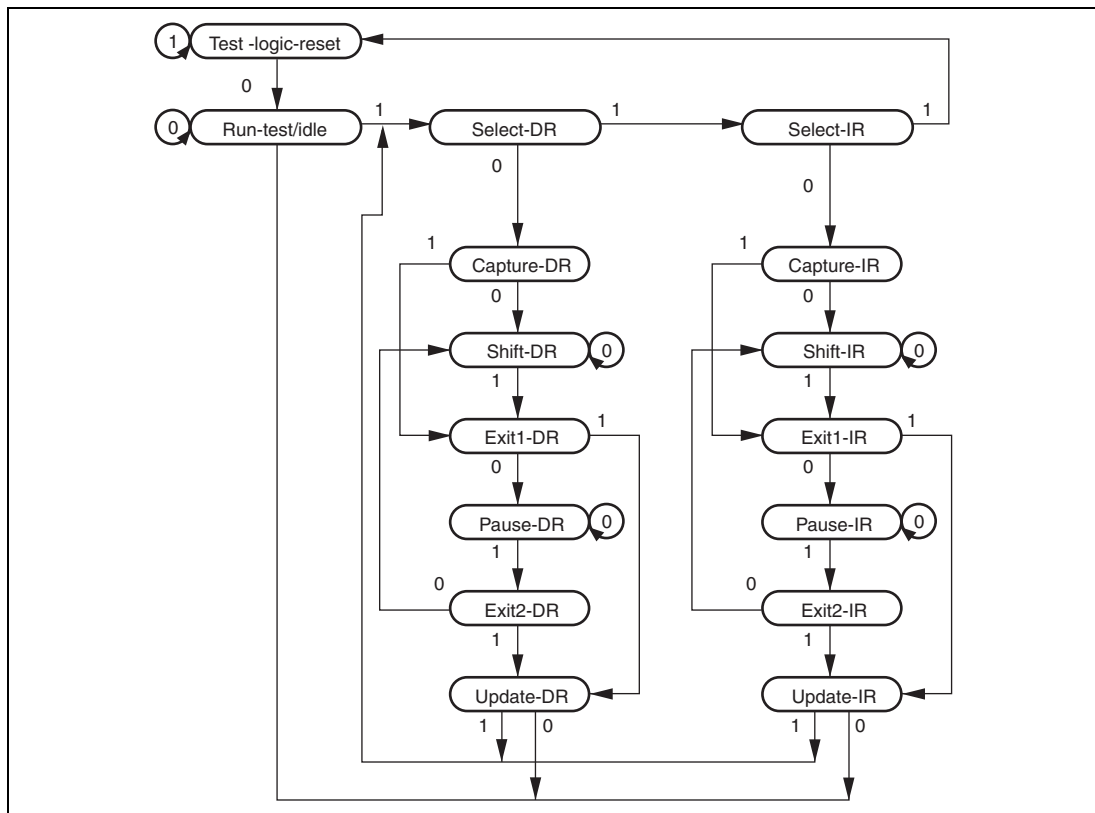 1 Test -logic-reset
0
0 Run-test/idle 1 Select-DR 1 Select-IR 1
0 0
1 1
Capture-DR Capture-IR
0 0
Shift-DR 0 Shift-IR 0
1 1
Exit1-DR 1 Exit1-IR 1
0 0
Pause-DR 0 Pause-IR 0
1 1
0 0
Exit2-DR Exit2-IR
1 1
Update-DR Update-IR
1 0 1 0